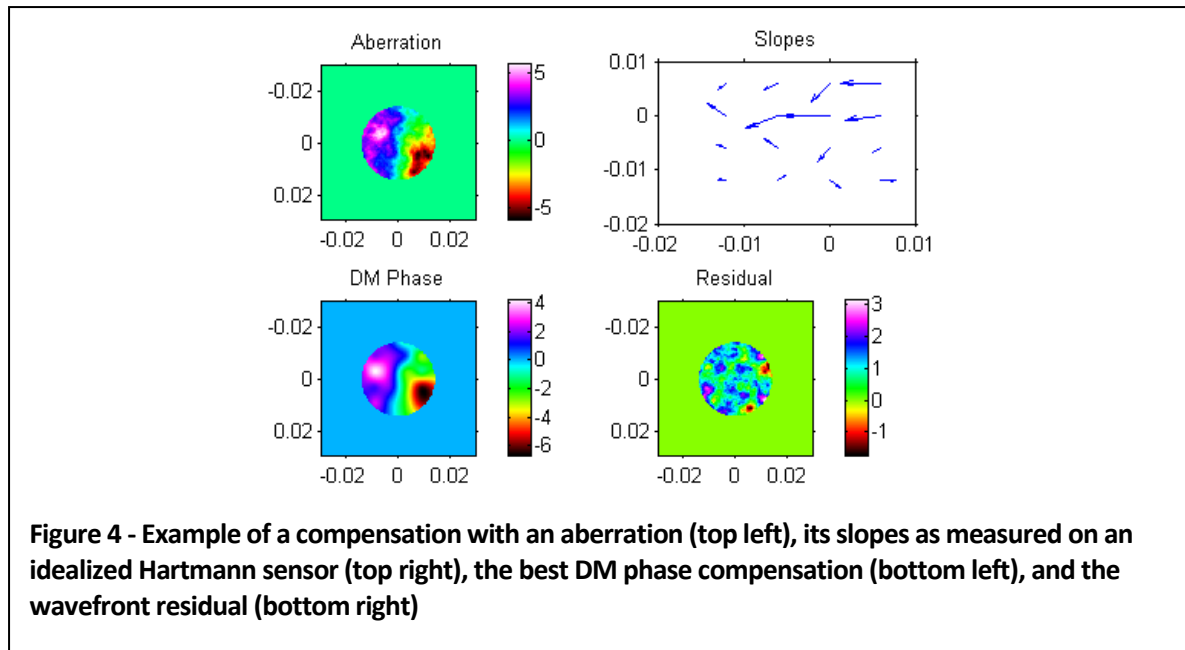 Aberration
-0.02
0
0.02
-0.02 0 0.02
5
0
-5
Slopes
0.01
0
-0.01
-0.02
-0.02 -0.01 0 0.01
DM Phase
-0.02
0
0.02
-0.02 0 0.02
4
2
0
-2
-4
-6
Residual
-0.02
0
0.02
-0.02 0 0.02
3
2
1
0
-1
Figure 4 - Example of a compensation with an aberration (top left), its slopes as measured on an
idealized Hartmann sensor (top right), the best DM phase compensation (bottom left), and the
wavefront residual (bottom right)